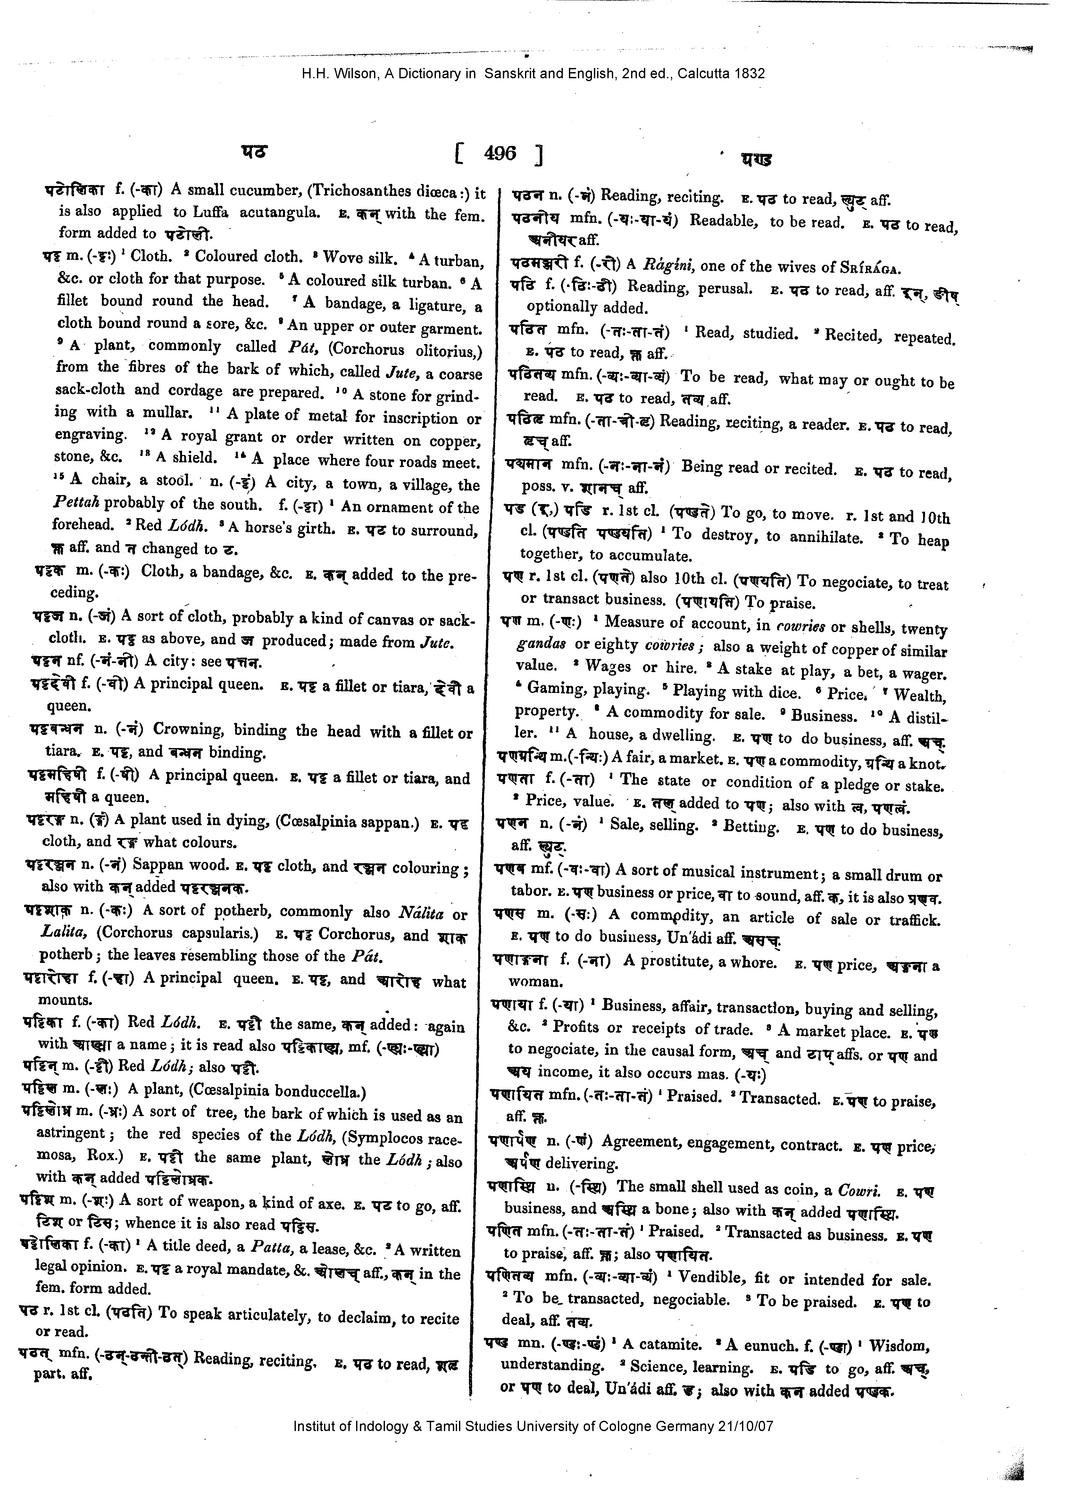 H.H. Wilson, A Dictionary in Sanskrit and English, 2nd ed., Calcutta 1832
पठ [ 496 ] पण्ड
पटोलिका f. (-का) A small cucumber, (Trichosanthes diœca:) it
is also applied to Luffa acutangula. E. कन् with the fem.
form added to पटोली.
पट्ट m. (-ट्टः) ¹ Cloth. ² Coloured cloth. ³ Wove silk. ⁴ A turban,
&c. or cloth for that purpose. ⁵ A coloured silk turban. ⁶ A
fillet bound round the head. ⁷ A bandage, a ligature, a
cloth bound round a sore, &c. ⁸ An upper or outer garment.
⁹ A plant, commonly called Pát, (Corchorus olitorius,)
from the fibres of the bark of which, called Jute, a coarse
sack-cloth and cordage are prepared. ¹⁰ A stone for grind-
ing with a mullar. ¹¹ A plate of metal for inscription or
engraving. ¹² A royal grant or order written on copper,
stone, &c. ¹³ A shield. ¹⁴ A place where four roads meet.
¹⁵ A chair, a stool. n. (-ट्टं) A city, a town, a village, the
Pettah probably of the south. f. (-ट्टा) ¹ An ornament of the
forehead. ² Red Lódh. ³ A horse's girth. E. पट to surround,
क्त aff. and त changed to ट.
पट्टक m. (-कः) Cloth, a bandage, &c. E. कन् added to the pre-
ceding.
पट्टज n. (-जं) A sort of cloth, probably a kind of canvas or sack-
cloth. E. पट्ट as above, and ज produced; made from Jute.
पट्टन nf. (-नं-नी) A city: see पत्तन.
पट्टदेवी f. (-वी) A principal queen. E. पट्ट a fillet or tiara, देवी a
queen.
पट्टबन्धन n. (-नं) Crowning, binding the head with a fillet or
tiara. E. पट्ट, and बन्धन binding.
पट्टमहिषी f. (-षी) A principal queen. E. पट्ट a fillet or tiara, and
महिषी a queen.
पट्टरङ्ग n. (ङ्गं) A plant used in dying, (Cœsalpinia sappan.) E. पट्ट
cloth, and रङ्ग what colours.
पट्टरञ्जन n. (-नं) Sappan wood. E. पट्ट cloth, and रञ्जन colouring;
also with कन् added पट्टरञ्जनक.
पट्टशाक n. (-कः) A sort of potherb, commonly also Nálita or
Lalita, (Corchorus capsularis.) E. पट्ट Corchorus, and शाक
potherb; the leaves resembling those of the Pát.
पट्टारोहा f. (-हा) A principal queen. E. पट्ट, and आरोह what
mounts.
पट्टिका f. (-का) Red Lódh. E. पट्टी the same, कन् added: again
with आख्या a name; it is read also पट्टिकाख्य, mf. (-ख्यः-ख्या)
पट्टिन् m. (-ट्टी) Red Lódh; also पट्टी.
पट्टिल m. (-लः) A plant, (Cœsalpinia bonduccella.)
पट्टिलोध्र m. (-ध्रः) A sort of tree, the bark of which is used as an
astringent; the red species of the Lódh, (Symplocos race-
mosa, Rox.) E. पट्टी the same plant, लोध्र the Lódh; also
with कन् added पट्टिलोध्रक.
पट्टिश m. (-शः) A sort of weapon, a kind of axe. E. पट to go, aff.
टिश् or टिस; whence it is also read पट्टिस.
पट्टोलिका f. (-का) ¹ A title deed, a Patta, a lease, &c. ² A written
legal opinion. E. पट्ट a royal mandate, &. aff., कन् in the
fem. form added.
पठ r. 1st cl. (पठति) To speak articulately, to declaim, to recite
or read.
पठत् mfn. (-ठन्-ठन्ती-ठत्) Reading, reciting. E. पठ to read, शतृ
part. aff.
पठन n. (-नं) Reading, reciting. E. पठ to read, ल्युट् aff.
पठनीय mfn. (-यः-या-यं) Readable, to be read. E. पठ to read,
अनीयर् aff.
पठमञ्जरी f. (-री) A Rágíní, one of the wives of SRÍRÁGA.
पठि f. (-ठिः-ठी) Reading, perusal. E. पठ to read, aff. इन्, ङीष्
optionally added.
पठित mfn. (-तः-ता-तं) ¹ Read, studied. ² Recited, repeated.
E. पठ to read, क्त aff.
पठितव्य mfn. (-व्यः-व्या-व्यं) To be read, what may or ought to be
read. E. पठ to read, तव्य aff.
पठितृ mfn. (-ता-त्री-तृ) Reading, reciting, a reader. E. पठ to read,
तृच् aff.
पठ्यमान mfn. (-नः-ना-नं) Being read or recited. E. पठ to read,
poss. v. शानच् aff.
पड (इ,) पडि r. 1st cl. (पण्डते) To go, to move. r. 1st and 10th
cl. (पण्डति पण्डयति) ¹ To destroy, to annihilate. ² To heap
together, to accumulate.
पण r. 1st cl. (पणते) also 10th cl. (पणयति) To negociate, to treat
or transact business. (पणायति) To praise.
पण m. (-णः) ¹ Measure of account, in cowries or shells, twenty
gandas or eighty cowries; also a weight of copper of similar
value. ² Wages or hire. ³ A stake at play, a bet, a wager.
⁴ Gaming, playing. ⁵ Playing with dice. ⁶ Price. ⁷ Wealth,
property. ⁸ A commodity for sale. ⁹ Business. ¹⁰ A distil-
ler. ¹¹ A house, a dwelling. E. पण to do business, aff. अच्.
पणग्रन्थि m. (-न्थिः) A fair, a market. E. पण a commodity, ग्रन्थि a knot.
पणता f. (-ता) ¹ The state or condition of a pledge or stake.
² Price, value. E. तल् added to पण; also with त्व, पणत्वं.
पणन n. (-नं) ¹ Sale, selling. ² Betting. E. पण to do business,
aff. ल्युट्.
पणव mf. (-वः-वा) A sort of musical instrument; a small drum or
tabor. E. पण business or price, वा to sound, aff. क, it is also प्रणव.
पणस m. (-सः) A commodity, an article of sale or traffick.
E. पण to do business, Un'ádi aff. असच्.
पणाङ्गना f. (-ना) A prostitute, a whore. E. पण price, अङ्गना a
woman.
पणाया f. (-या) ¹ Business, affair, transaction, buying and selling,
&c. ² Profits or receipts of trade. ³ A market place. E. पण
to negociate, in the causal form, अच् and टाप् affs. or पण and
अय income, it also occurs mas. (-यः)
पणायित mfn. (-तः-ता-तं) ¹ Praised. ² Transacted. E. पण to praise,
aff. क्त.
पणार्पण n. (-णं) Agreement, engagement, contract. E. पण price,
अर्पण delivering.
पणास्थि n. (-स्थि) The small shell used as coin, a Cowri. E. पण
business, and अस्थि a bone; also with कन् added पणास्थिक.
पणित mfn. (-तः-ता-तं) ¹ Praised. ² Transacted as business. E. पण
to praise, aff. क्त; also पणायित.
पणितव्य mfn. (-व्यः-व्या-व्यं) ¹ Vendible, fit or intended for sale.
² To be transacted, negociable. ³ To be praised. E. पण to
deal, aff. तव्य.
पण्ड mn. (-ण्डः-ण्डं) ¹ A catamite. ² A eunuch. f. (-ण्डा) ¹ Wisdom,
understanding. ² Science, learning. E. पडि to go, aff. अच्,
or पण to deal, Un'ádi aff. ड; also with कन added पण्डक.
Institut of Indology & Tamil Studies University of Cologne Germany 21/10/07